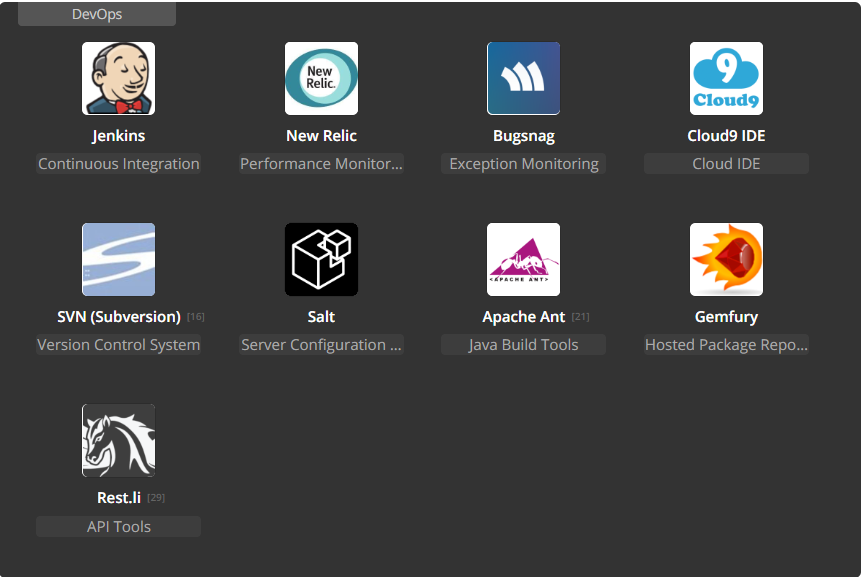 DevOps
New Relic.
9
Cloud9
Jenkins
New Relic
Bugsnag
Cloud9 IDE
Continuous Integration
Performance Monitor...
Exception Monitoring
Cloud IDE
<APACHE ANT>
SVN (Subversion) [16]
Salt
Apache Ant [21]
Gemfury
Version Control System
Server Configuration ...
Java Build Tools
Hosted Package Repo...
Rest.li [29]
API Tools